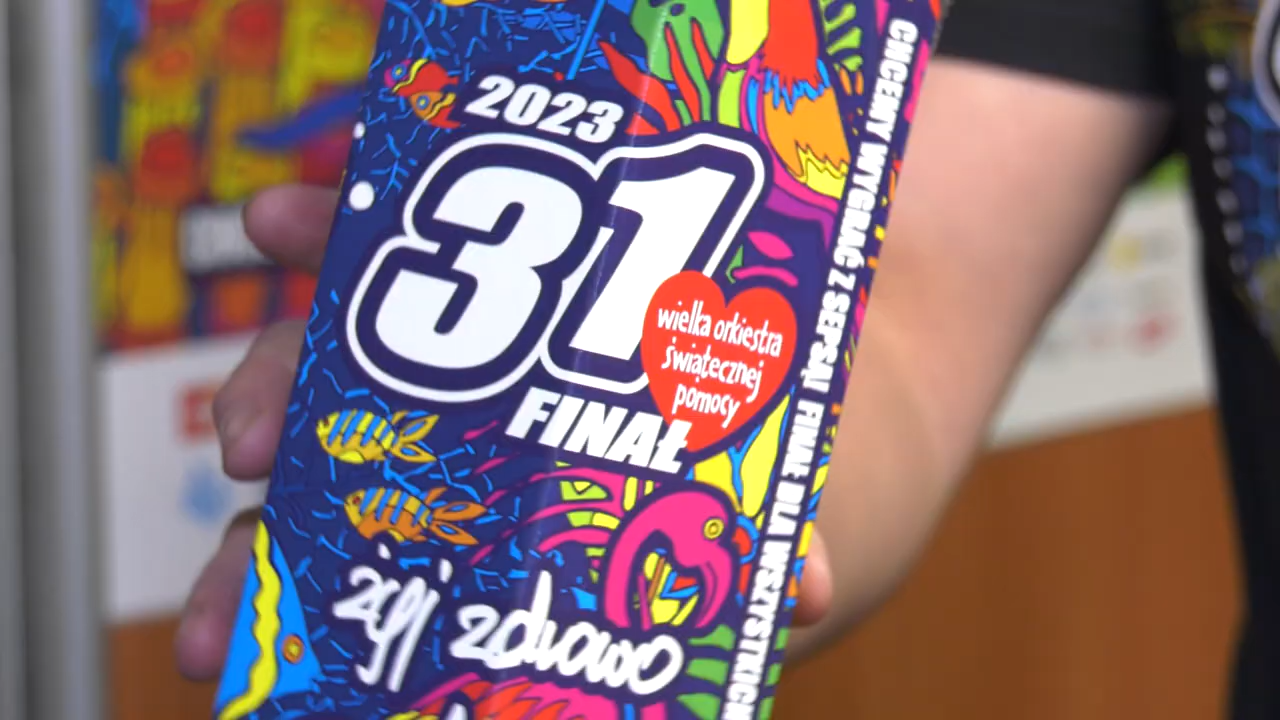 2023
31
FINAŁ
wielka orkiestra
świątecznej
pomocy
żyj zdrowo
CHCEMY WYGRAĆ Z SEPSĄ! FINAŁ DLA WSZYSTKICH